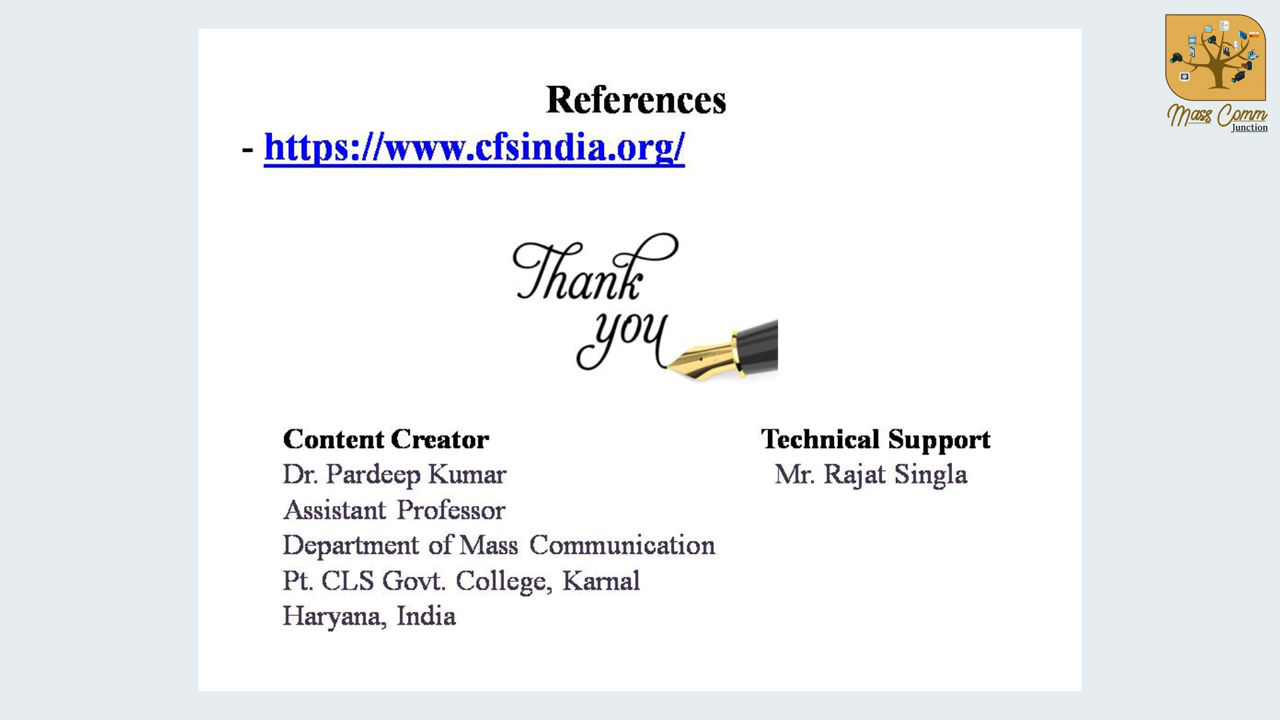 References
- https://www.cfsindia.org/
Thank
you
Content Creator
Dr. Pardeep Kumar
Assistant Professor
Department of Mass Communication
Pt. CLS Govt. College, Karnal
Haryana, India
Technical Support
Mr. Rajat Singla
Mass Comm
Junction